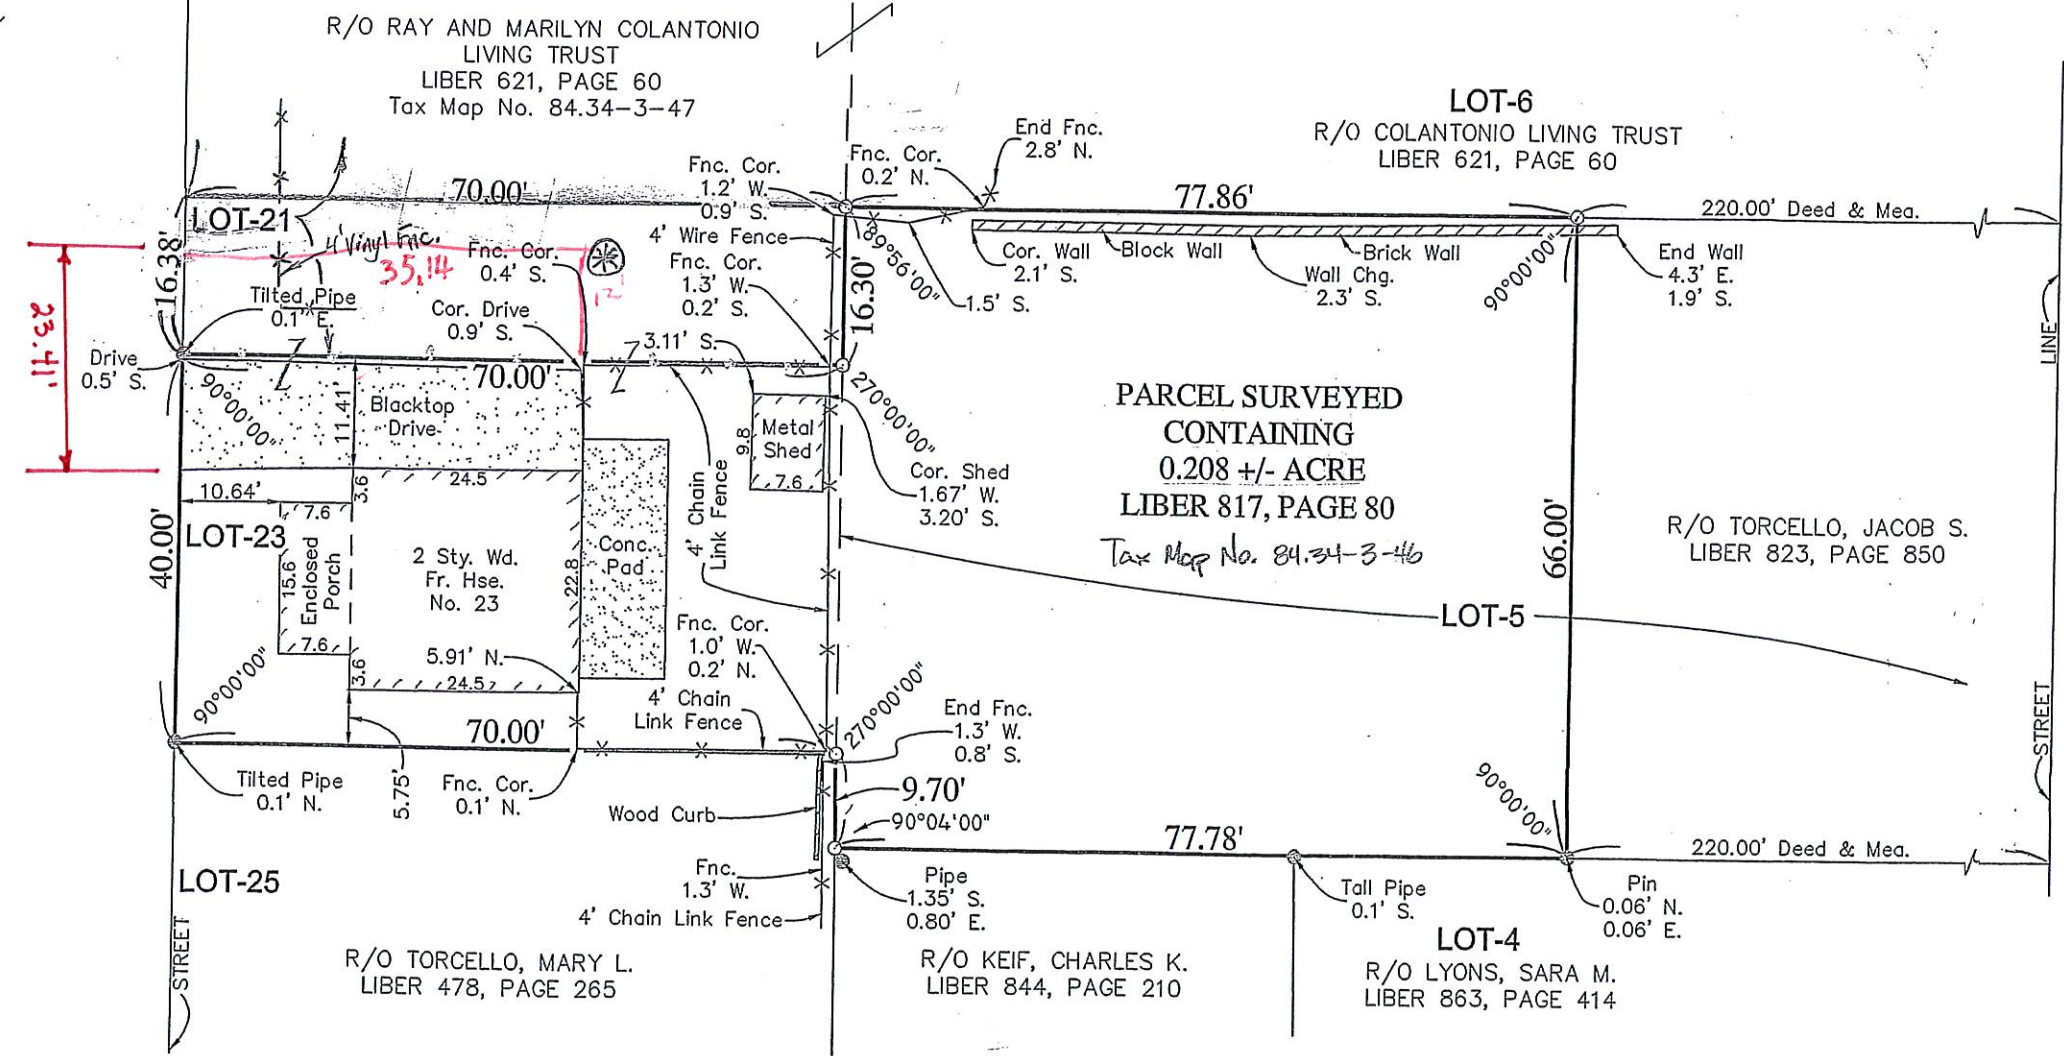 R/O RAY AND MARILYN COLANTONIO
LIVING TRUST
LIBER 621, PAGE 60
Tax Map No. 84.34-3-47
LOT-6
R/O COLANTONIO LIVING TRUST
LIBER 621, PAGE 60
End Fnc.
2.8' N.
Fnc. Cor.
0.2' N.
Fnc. Cor.
1.2' W.
0.9' S.
70.00'
77.86'
220.00' Deed & Mea.
LOT-21
4' Vinyl Fnc.
35.14
12'
23.41'
16.38'
Fnc. Cor.
0.4' S.
4' Wire Fence
Fnc. Cor.
1.3' W.
0.2' S.
89°56'00"
16.30'
1.5' S.
Cor. Wall
2.1' S.
Block Wall
Wall Chg.
2.3' S.
Brick Wall
90°00'00"
End Wall
4.3' E.
1.9' S.
Tilted Pipe
0.1' E.
Cor. Drive
0.9' S.
Drive
0.5' S.
3.11' S.
70.00'
90°00'00"
11.41'
Blacktop
Drive
Metal
Shed
9.8
7.6
270°00'00"
LINE
PARCEL SURVEYED
CONTAINING
0.208 +/- ACRE
LIBER 817, PAGE 80
Tax Map No. 84.34-3-46
Cor. Shed
1.67' W.
3.20' S.
4' Chain
Link Fence
10.64'
3.6
24.5
7.6
LOT-23
40.00'
15.6
Enclosed
Porch
2 Sty. Wd.
Fr. Hse.
No. 23
22.8
Conc.
Pad
66.00'
R/O TORCELLO, JACOB S.
LIBER 823, PAGE 850
LOT-5
7.6
3.6
5.91' N.
24.5
Fnc. Cor.
1.0' W.
0.2' N.
90°00'00"
70.00'
4' Chain
Link Fence
270°00'00"
End Fnc.
1.3' W.
0.8' S.
STREET
Tilted Pipe
0.1' N.
5.75'
Fnc. Cor.
0.1' N.
Wood Curb
9.70'
90°04'00"
77.78'
90°00'00"
220.00' Deed & Mea.
LOT-25
Fnc.
1.3' W.
4' Chain Link Fence
Pipe
1.35' S.
0.80' E.
Tall Pipe
0.1' S.
Pin
0.06' N.
0.06' E.
STREET
R/O TORCELLO, MARY L.
LIBER 478, PAGE 265
R/O KEIF, CHARLES K.
LIBER 844, PAGE 210
LOT-4
R/O LYONS, SARA M.
LIBER 863, PAGE 414